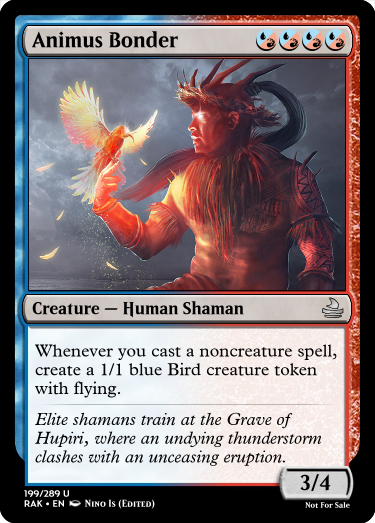 Animus Bonder
Creature — Human Shaman
Whenever you cast a noncreature spell,
create a 1/1 blue Bird creature token
with flying.
Elite shamans train at the Grave of
Hupiri, where an undying thunderstorm
clashes with an unceasing eruption.
3/4
199/289 U
RAK • EN Nino Is (Edited)
Not For Sale